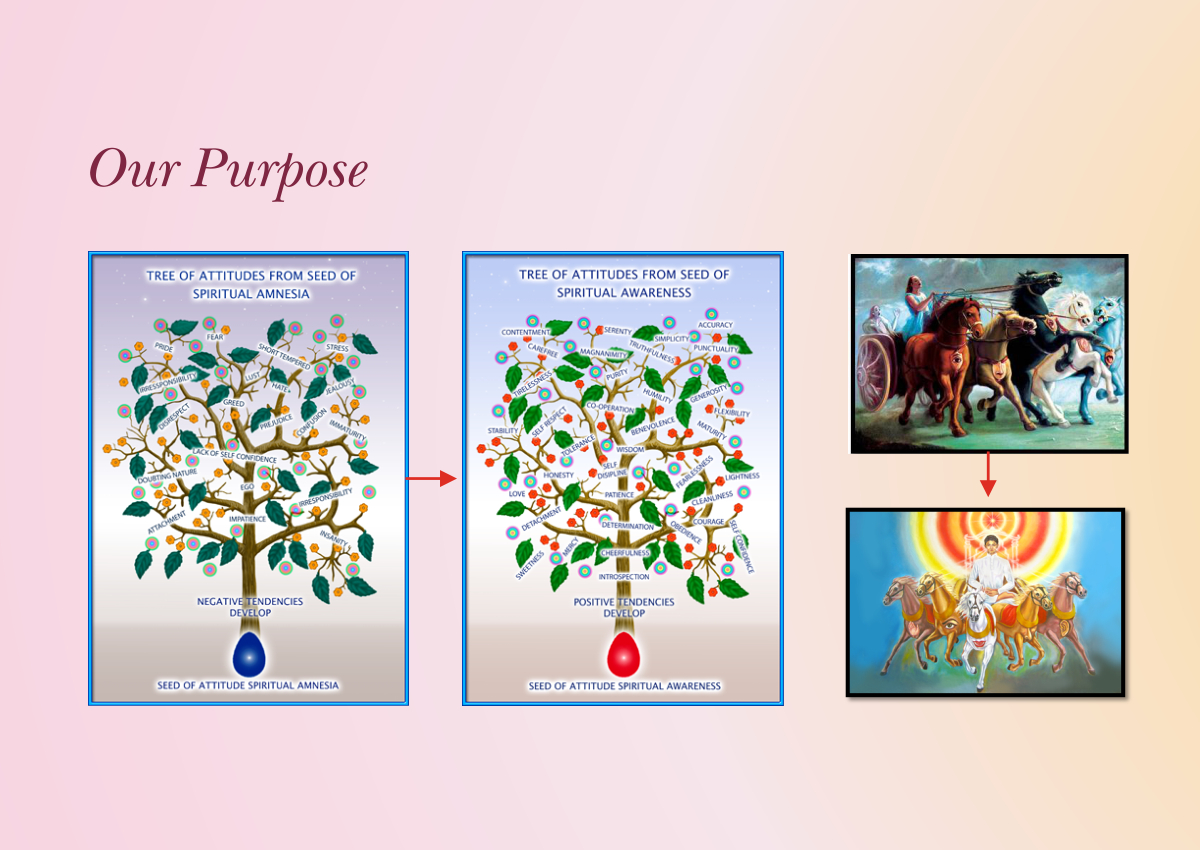 Our Purpose
TREE OF ATTITUDES FROM SEED OF
SPIRITUAL AMNESIA
PRIDE
FEAR
SHORT TEMPERED
STRESS
IRRESSPONSIBILITY
LUST
HATE
JEALOUSY
DISRESPECT
GREED
PREJUDICE
CONFUSION
IMMATURITY
LACK OF SELF CONFIDENCE
DOUBTING NATURE
EGO
IRRESPONSIBILITY
ATTACHMENT
IMPATIENCE
INSANITY
NEGATIVE TENDENCIES
DEVELOP
SEED OF ATTITUDE SPIRITUAL AMNESIA
TREE OF ATTITUDES FROM SEED OF
SPIRITUAL AWARENESS
CONTENTMENT
SERENITY
SIMPLICITY
ACCURACY
CAREFREE
MAGNANIMITY
TRUTHFULNESS
PUNCTUALITY
TIRELESSNESS
PURITY
HUMILITY
GENEROSITY
SELF RESPECT
CO-OPERATION
FLEXIBILITY
STABILITY
TOLERANCE
BENEVOLENCE
MATURITY
WISDOM
HONESTY
SELF
DISIPLINE
FEARLESSNESS
LIGHTNESS
LOVE
PATIENCE
CLEANLINESS
DETACHMENT
DETERMINATION
OBEDIENCE
COURAGE
SELF CONFIDENCE
SWEETNESS
MERCY
CHEERFULNESS
INTROSPECTION
POSITIVE TENDENCIES
DEVELOP
SEED OF ATTITUDE SPIRITUAL AWARENESS